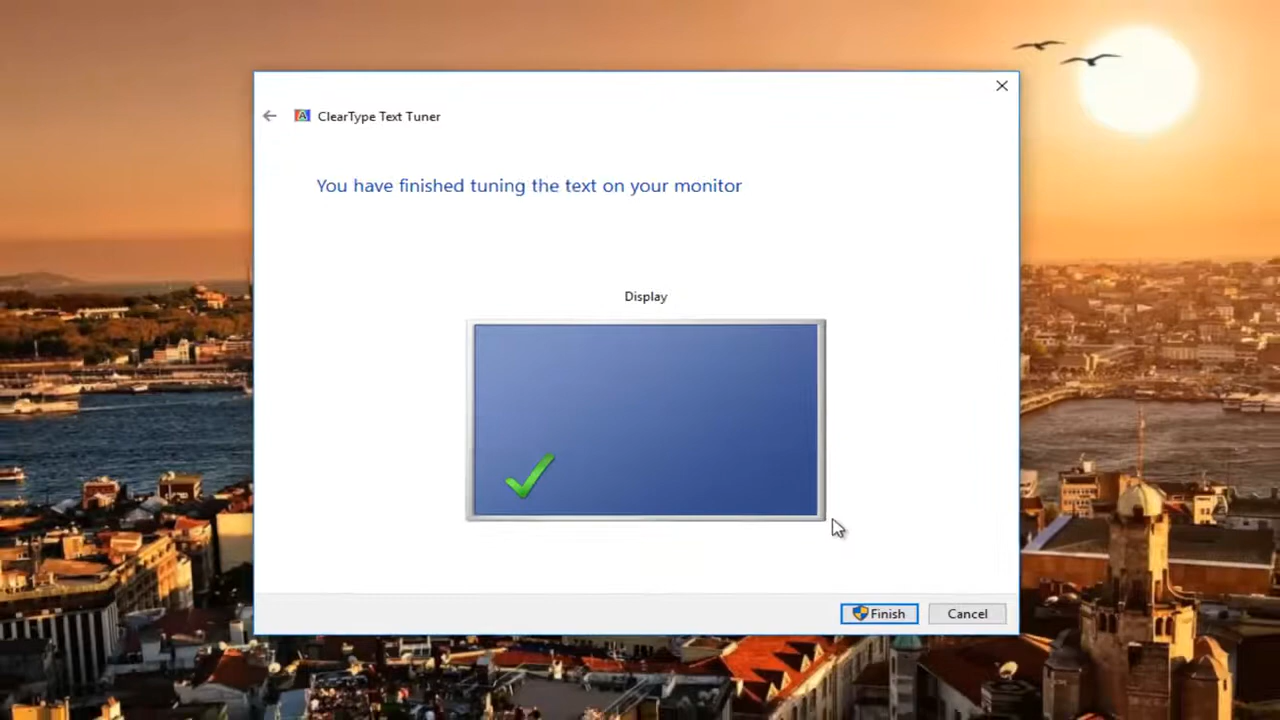 ClearType Text Tuner
You have finished tuning the text on your monitor
Display
Finish
Cancel